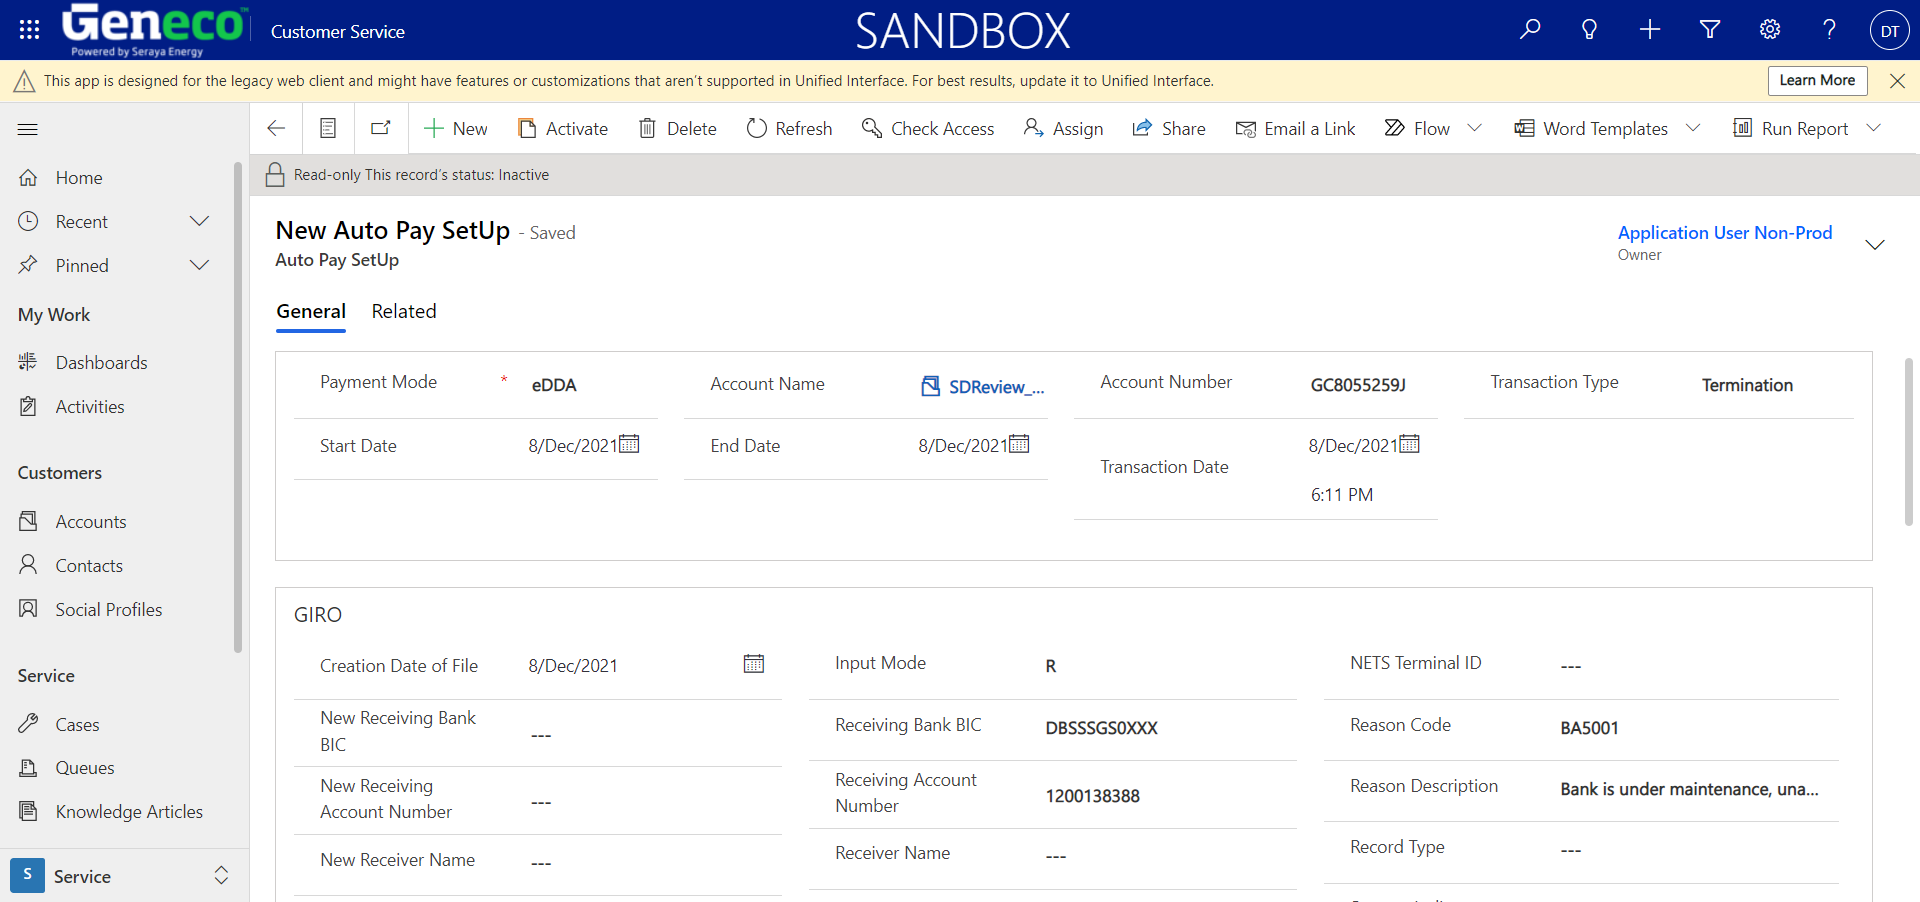 Geneco™
Powered by Seraya Energy
Customer Service
SANDBOX
DT
This app is designed for the legacy web client and might have features or customizations that aren't supported in Unified Interface. For best results, update it to Unified Interface.
Learn More
New
Activate
Delete
Refresh
Check Access
Assign
Share
Email a Link
Flow
Word Templates
Run Report
Read-only This record's status: Inactive
Home
Recent
Pinned
My Work
Dashboards
Activities
Customers
Accounts
Contacts
Social Profiles
Service
Cases
Queues
Knowledge Articles
S Service
New Auto Pay SetUp - Saved
Auto Pay SetUp
Application User Non-Prod
Owner
General Related
Payment Mode * eDDA
Account Name SDReview_...
Account Number GC8055259J
Transaction Type Termination
Start Date 8/Dec/2021
End Date 8/Dec/2021
Transaction Date 8/Dec/2021
6:11 PM
GIRO
Creation Date of File 8/Dec/2021
Input Mode R
NETS Terminal ID ---
New Receiving Bank
BIC ---
Receiving Bank BIC DBSSSGS0XXX
Reason Code BA5001
New Receiving
Account Number ---
Receiving Account
Number 1200138388
Reason Description Bank is under maintenance, una...
New Receiver Name ---
Receiver Name ---
Record Type ---